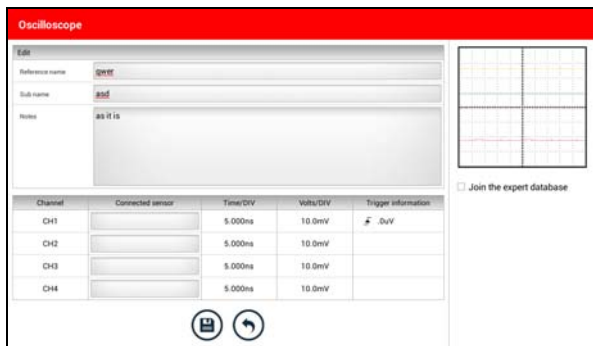 Oscilloscope
Edit
Reference name qwer
Sub name asd
Notes as it is
Join the expert database
Channel Connected sensor Time/DIV Volts/DIV Trigger information
CH1 5.000ns 10.0mV .0uV
CH2 5.000ns 10.0mV
CH3 5.000ns 10.0mV
CH4 5.000ns 10.0mV